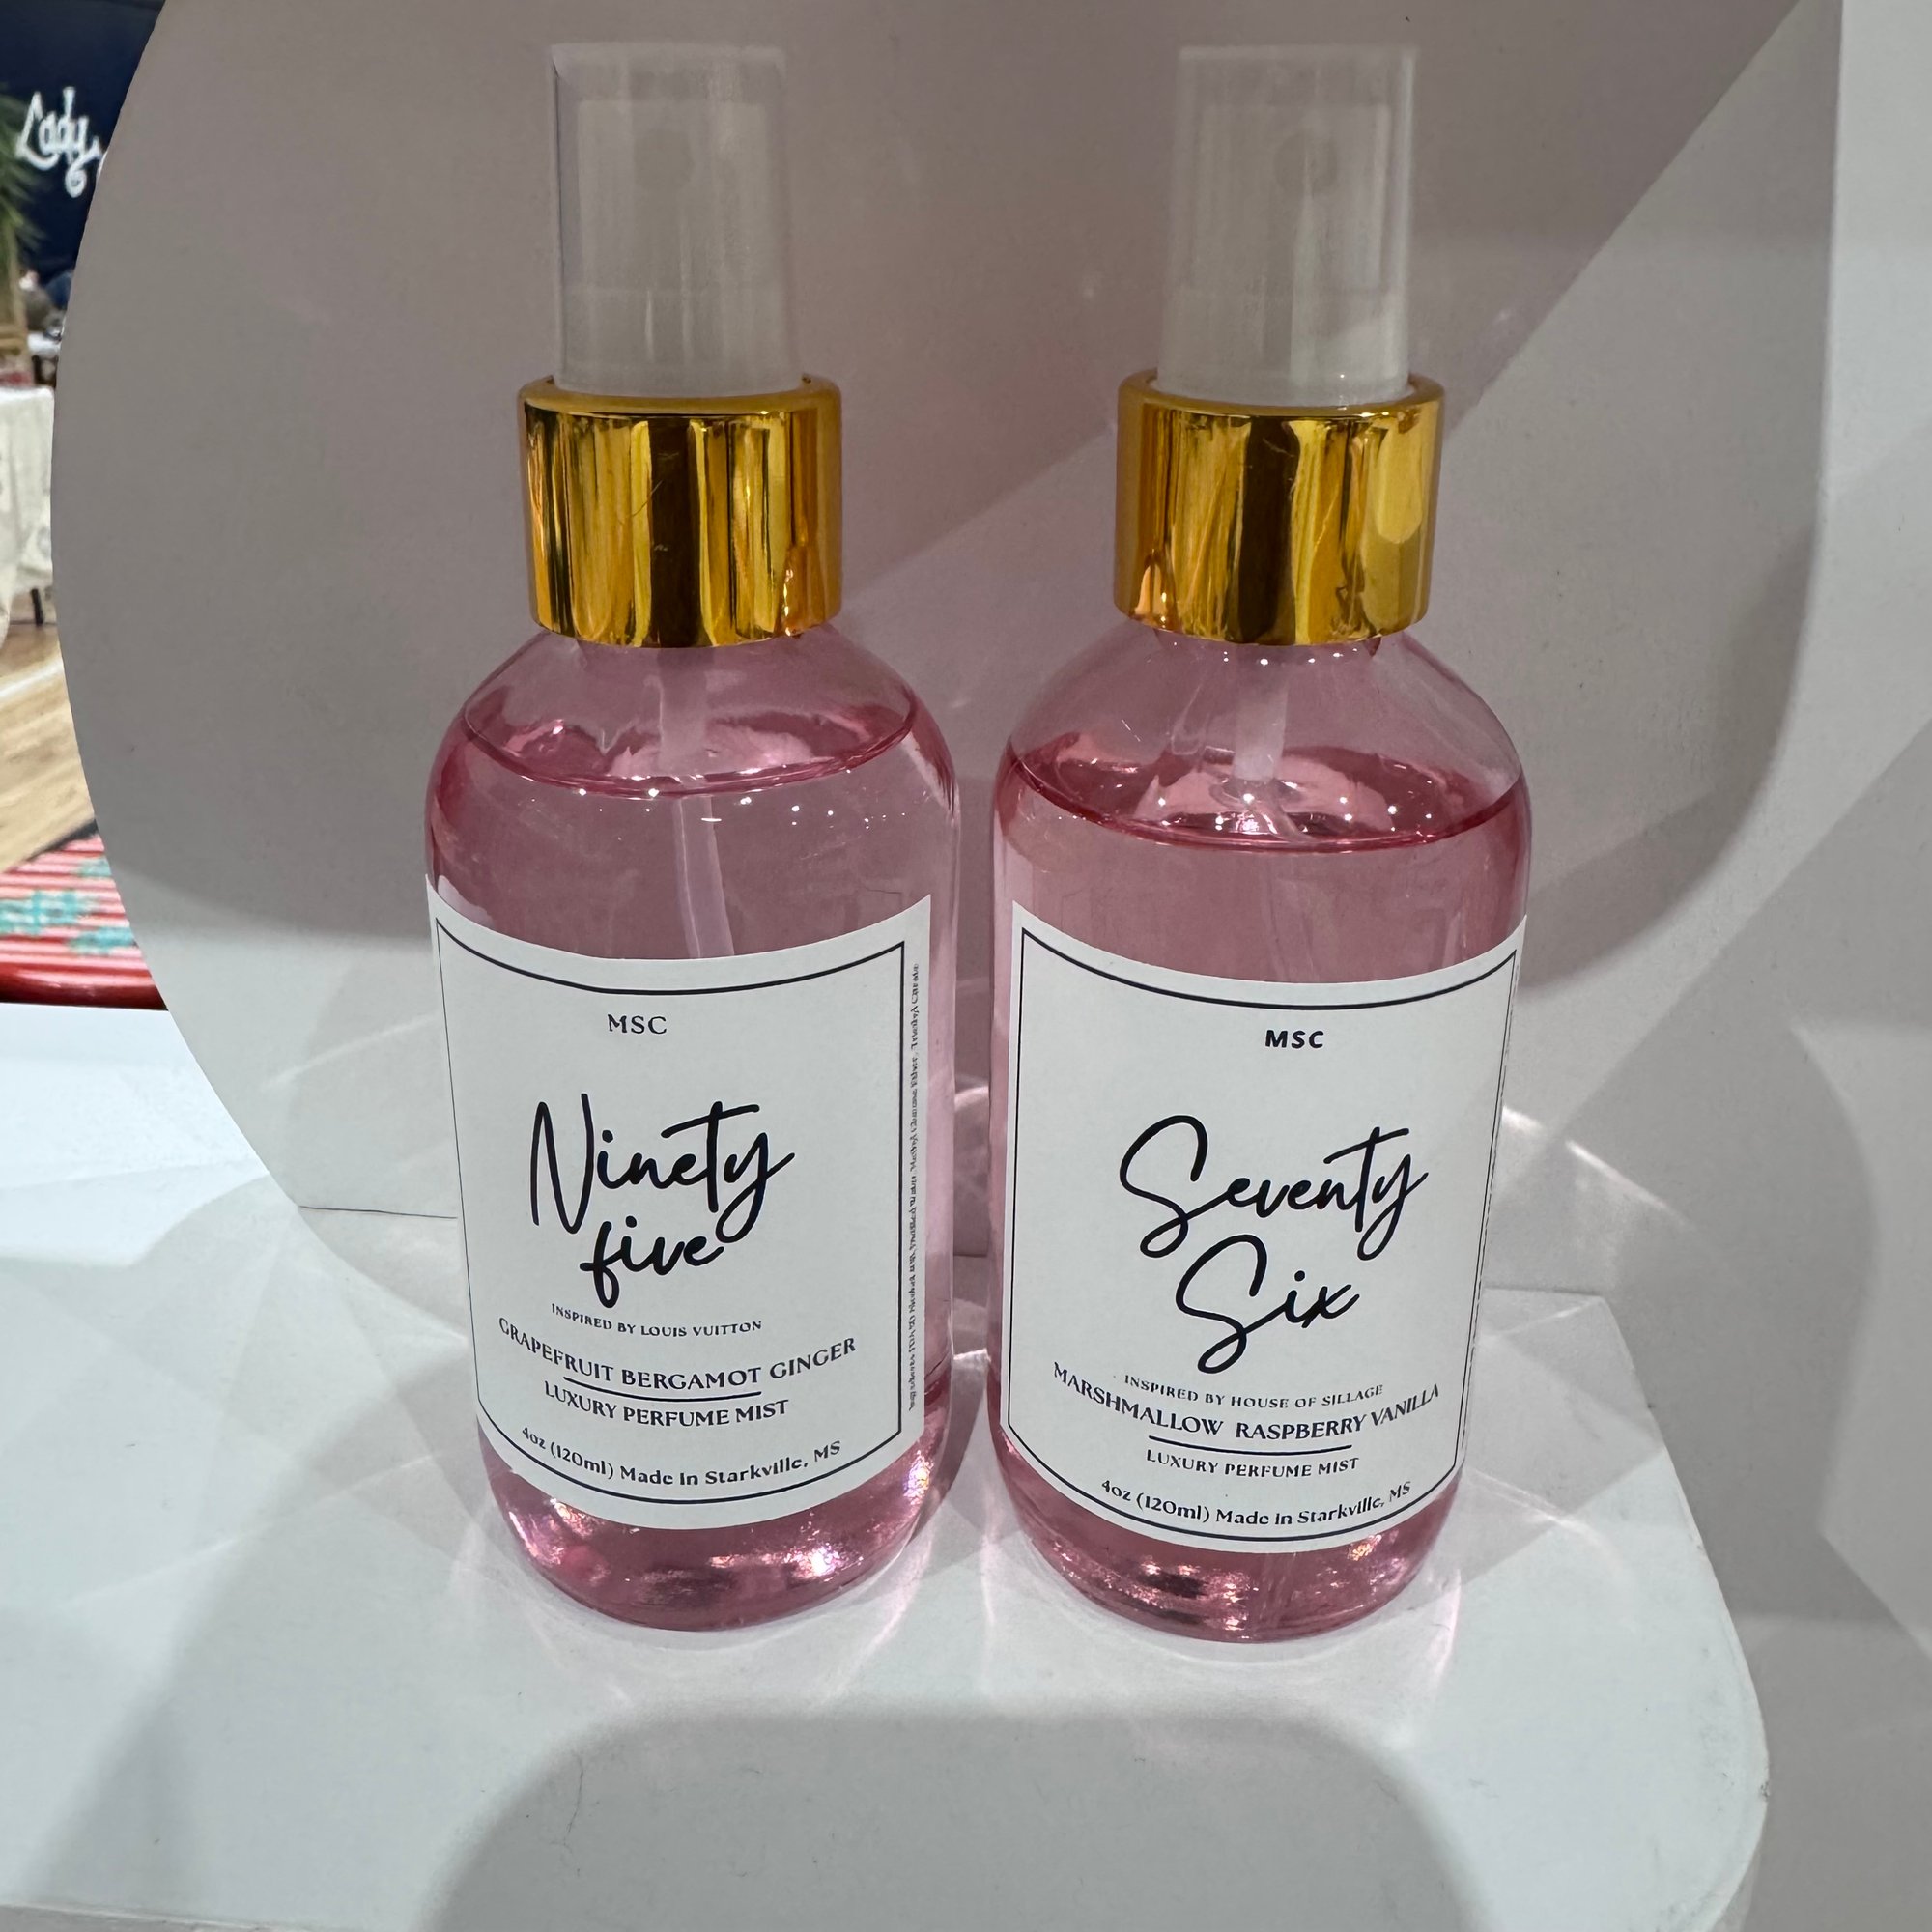 Lady
MSC
Ninety
five
INSPIRED BY LOUIS VUITTON
GRAPEFRUIT BERGAMOT GINGER
LUXURY PERFUME MIST
4oz (120ml) Made in Starkville, MS
MSC
Seventy
Six
INSPIRED BY HOUSE OF SILLAGE
MARSHMALLOW RASPBERRY VANILLA
LUXURY PERFUME MIST
4oz (120ml) Made in Starkville, MS